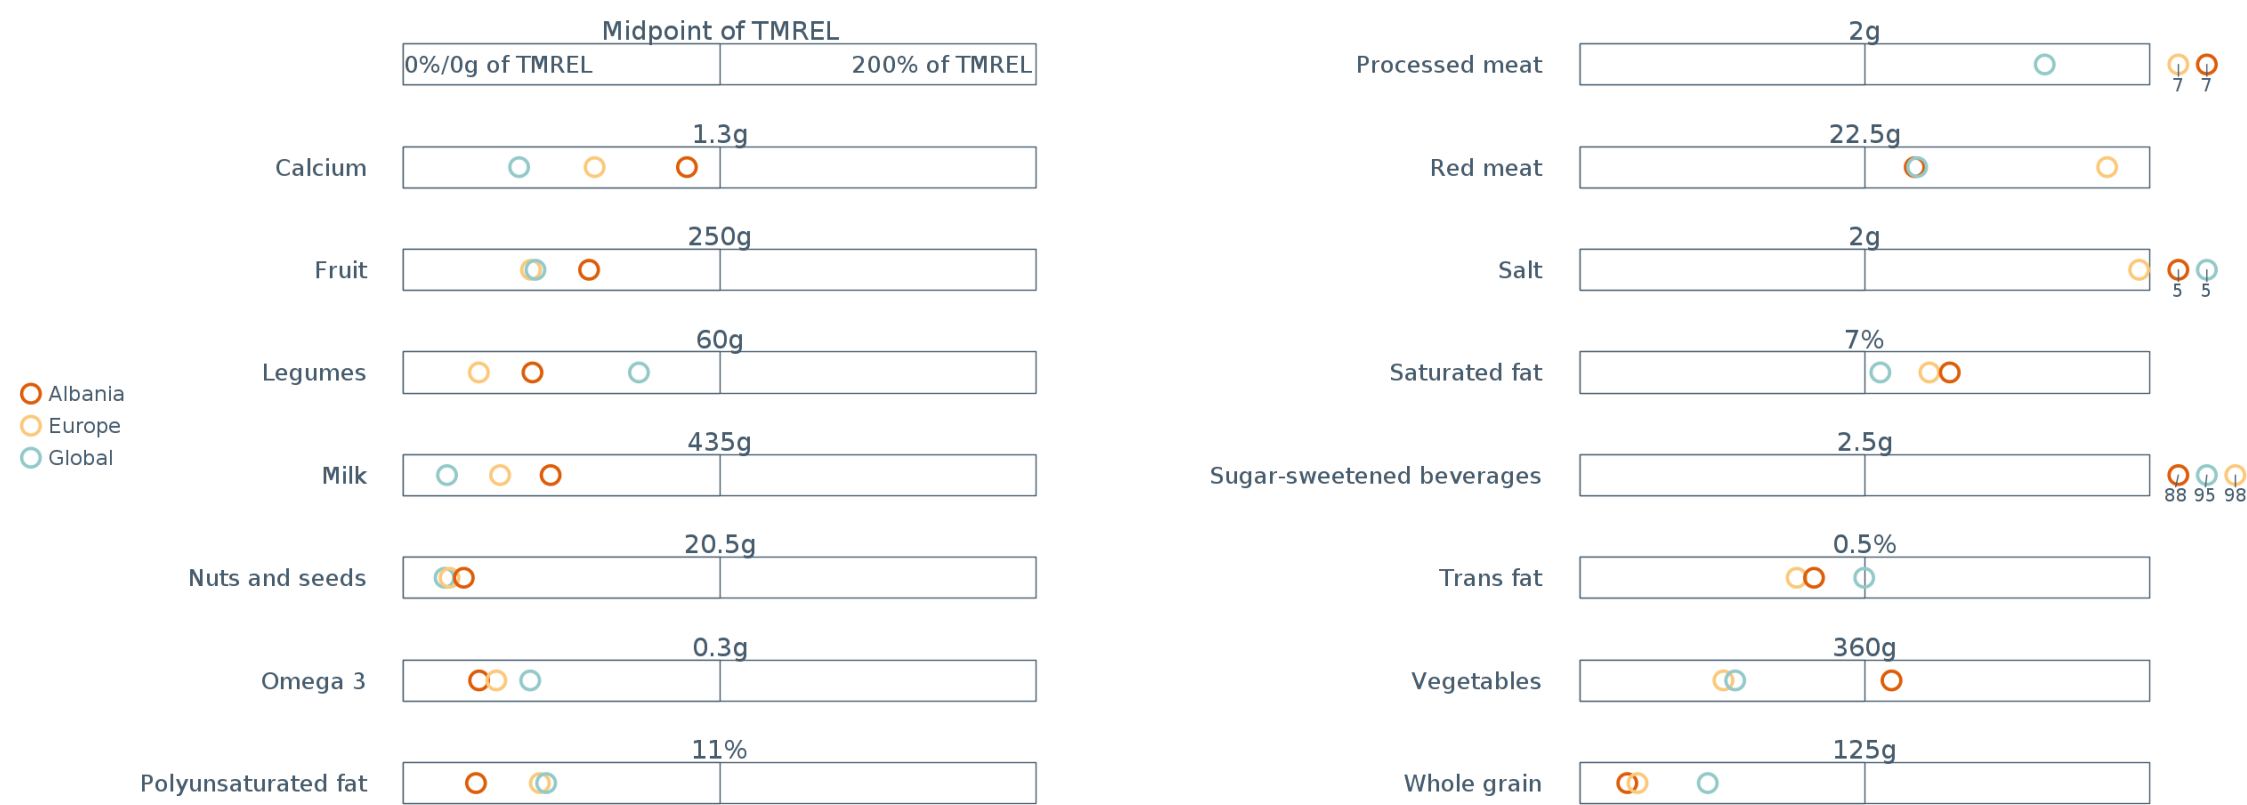 Midpoint of TMREL
0%/0g of TMREL 200% of TMREL
1.3g
Calcium
250g
Fruit
60g
Legumes
435g
Milk
20.5g
Nuts and seeds
0.3g
Omega 3
11%
Polyunsaturated fat
Albania
Europe
Global
2g
Processed meat
7 7
22.5g
Red meat
2g
Salt
5 5
7%
Saturated fat
2.5g
Sugar-sweetened beverages
88 95 98
0.5%
Trans fat
360g
Vegetables
125g
Whole grain